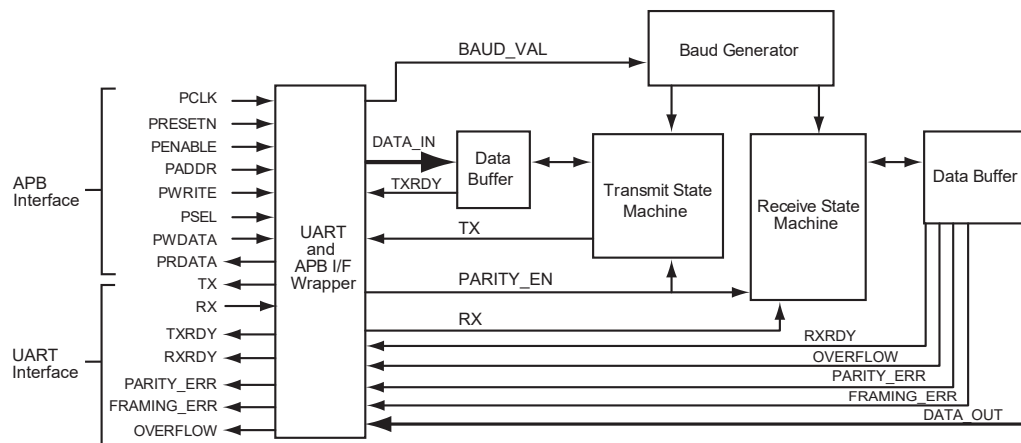 BAUD_VAL
Baud Generator
APB
Interface
PCLK
PRESETN
PENABLE
PADDR
PWRITE
PSEL
PWDATA
PRDATA
UART
Interface
TX
RX
TXRDY
RXRDY
PARITY_ERR
FRAMING_ERR
OVERFLOW
UART
and
APB I/F
Wrapper
DATA_IN
TXRDY
Data
Buffer
TX
Transmit State
Machine
Receive State
Machine
Data Buffer
PARITY_EN
RX
RXRDY
OVERFLOW
PARITY_ERR
FRAMING_ERR
DATA_OUT